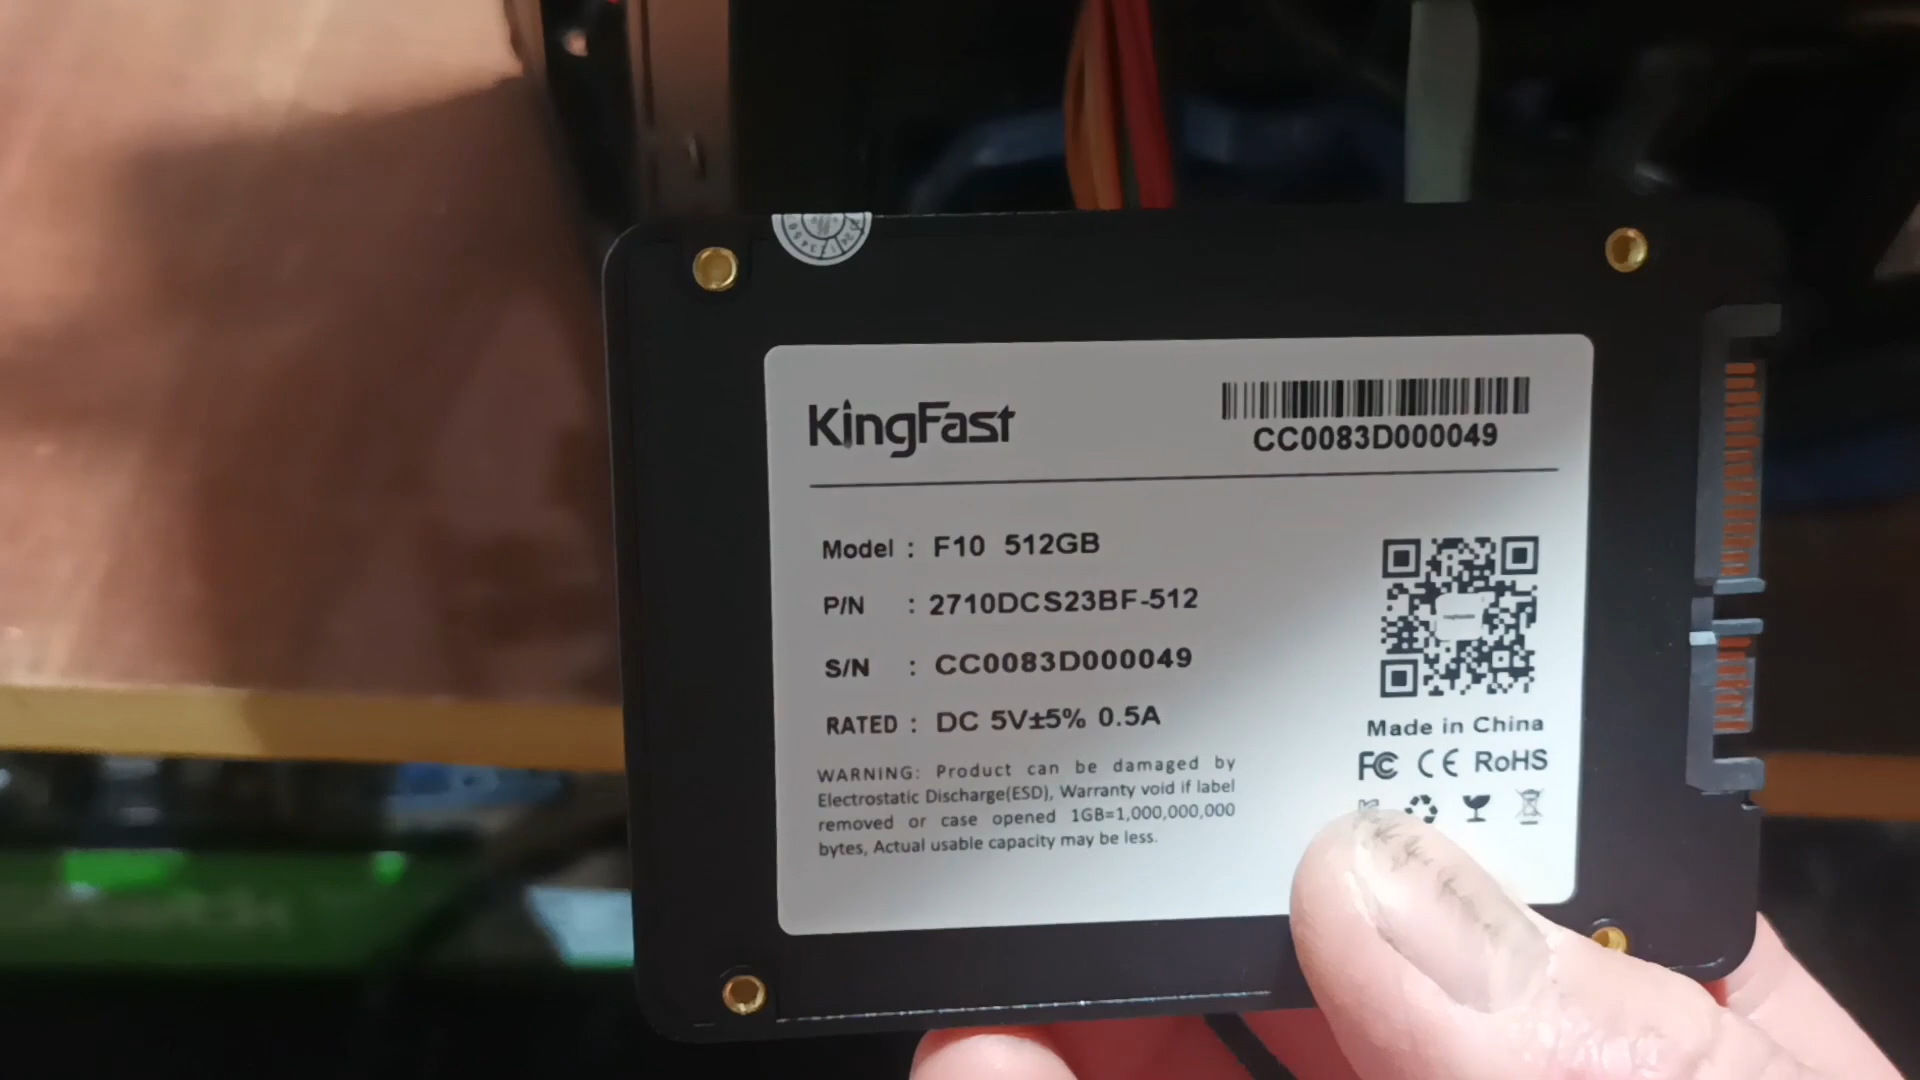 KingFast
CC0083D000049
Model : F10 512GB
P/N : 2710DCS23BF-512
S/N : CC0083D000049
RATED : DC 5V±5% 0.5A
WARNING: Product can be damaged by
Electrostatic Discharge(ESD), Warranty void if label
removed or case opened 1GB=1,000,000,000
bytes, Actual usable capacity may be less.
Made in China
FC CE RoHS